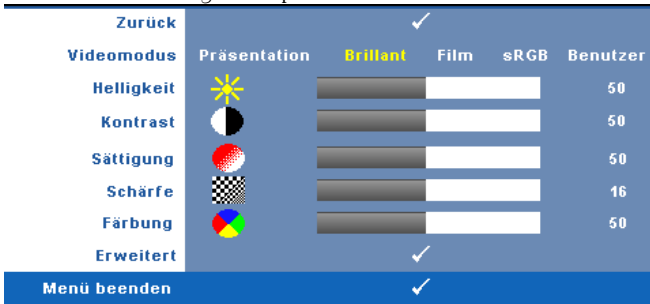 Zurück
Videomodus Präsentation Brillant Film sRGB Benutzer
Helligkeit 50
Kontrast 50
Sättigung 50
Schärfe 16
Färbung 50
Erweitert
Menü beenden